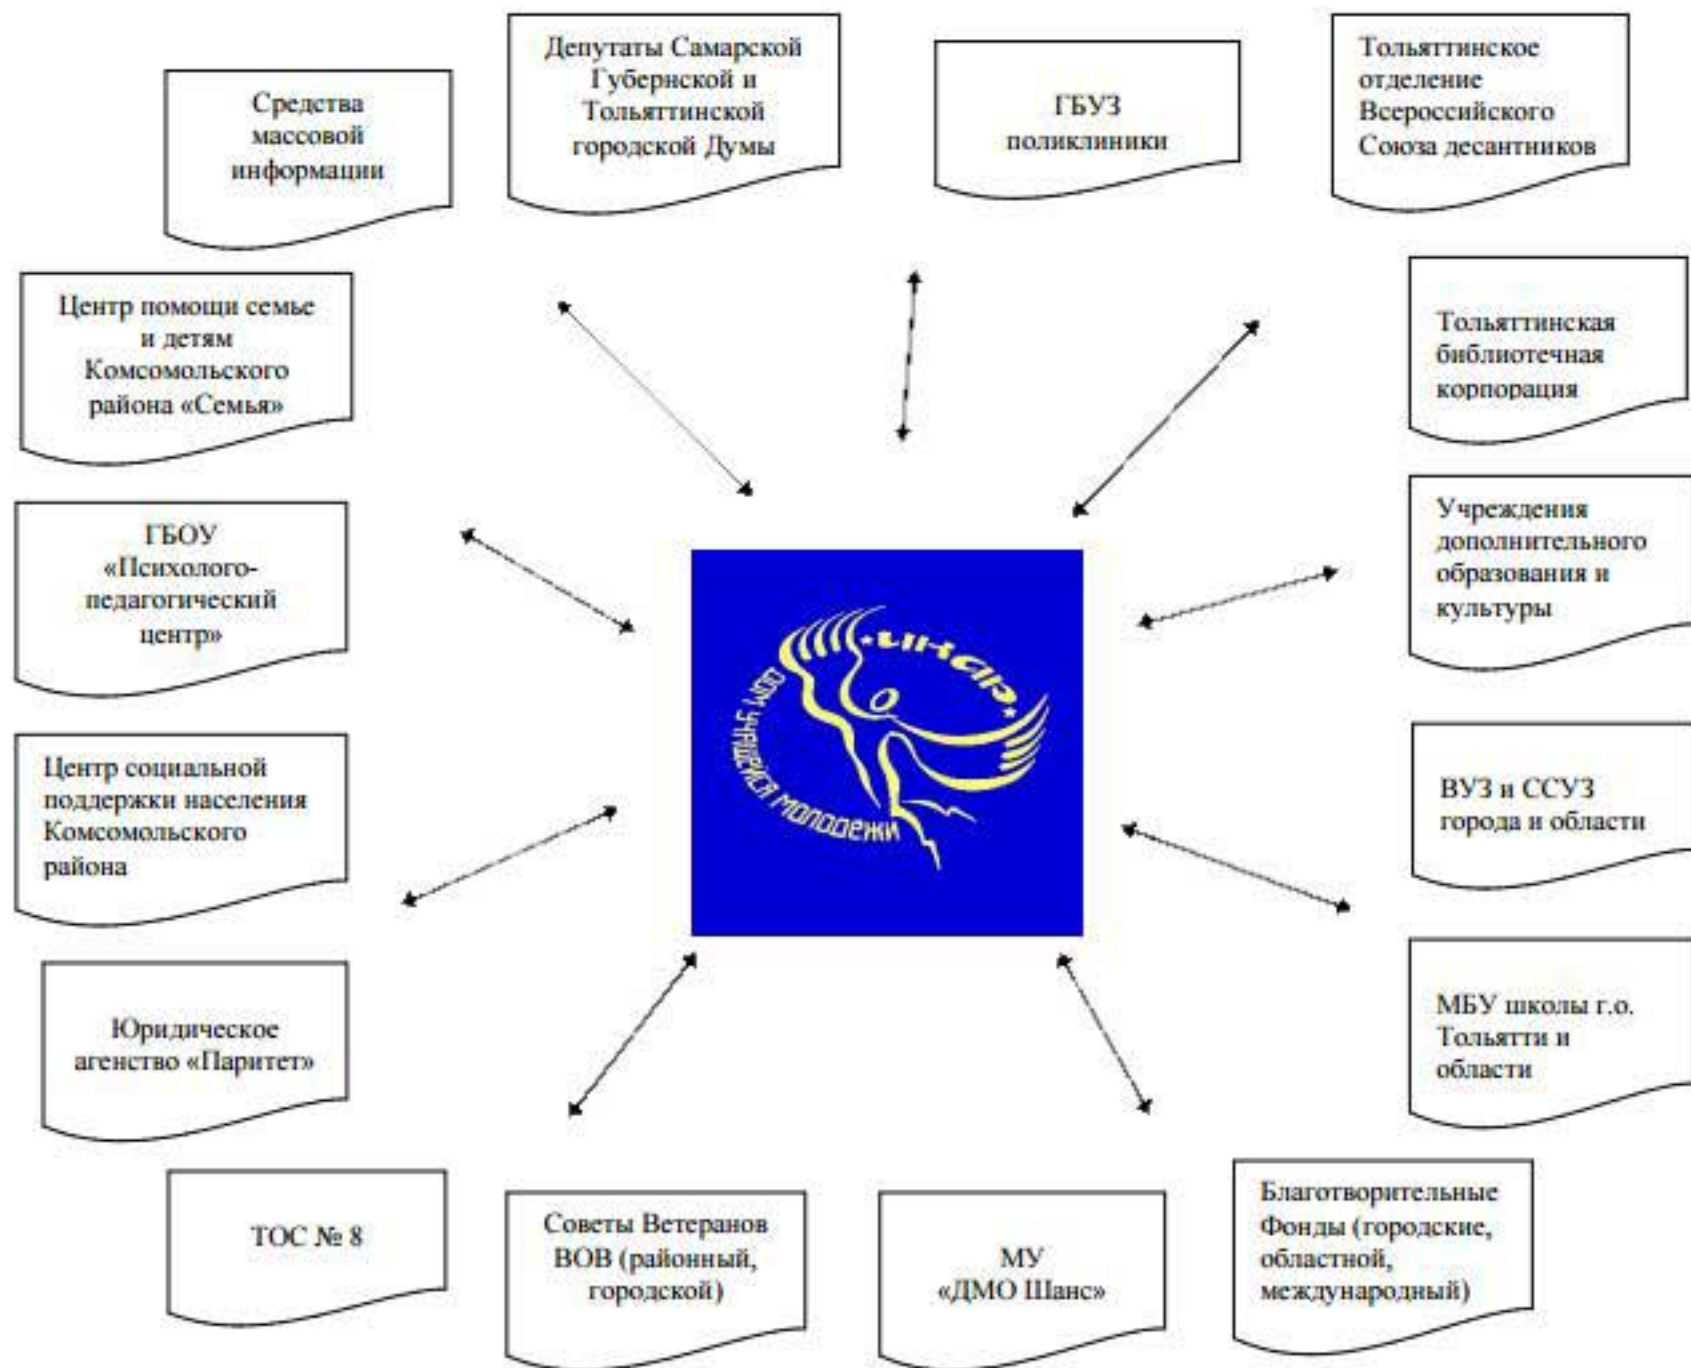 Средства
массовой
информации
Депутаты Самарской
Губернской и
Тольяттинской
городской Думы
ГБУЗ
поликлиники
Тольяттинское
отделение
Всероссийского
Союза десантников
Центр помощи семье
и детям
Комсомольского
района «Семья»
Тольяттинская
библиотечная
корпорация
ГБОУ
«Психолого-
педагогический
центр»
Учреждения
дополнительного
образования и
культуры
ИКАР
ДОМ УЧАЩЕЙСЯ МОЛОДЕЖИ
Центр социальной
поддержки населения
Комсомольского
района
ВУЗ и ССУЗ
города и области
Юридическое
агенство «Паритет»
МБУ школы г.о.
Тольятти и
области
ТОС № 8
Советы Ветеранов
ВОВ (районный,
городской)
МУ
«ДМО Шанс»
Благотворительные
Фонды (городские,
областной,
международный)